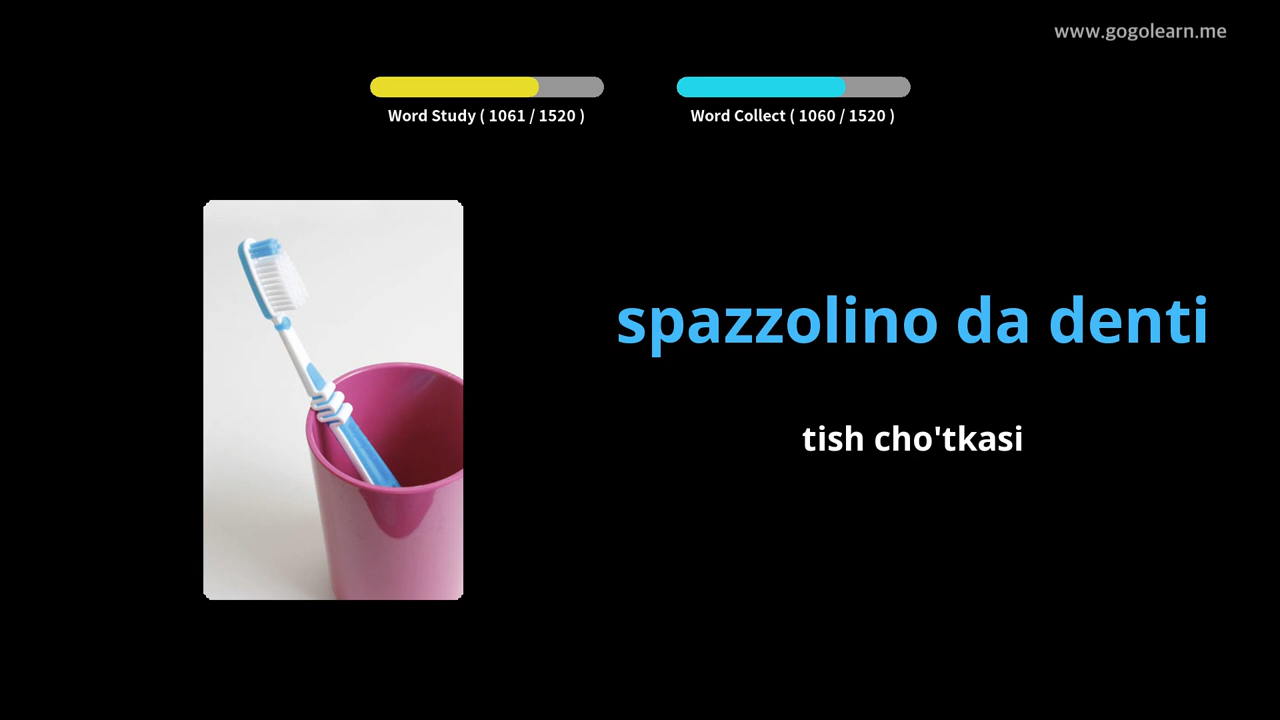 www.gogolearn.me
Word Study ( 1061 / 1520 )
Word Collect ( 1060 / 1520 )
spazzolino da denti
tish cho'tkasi